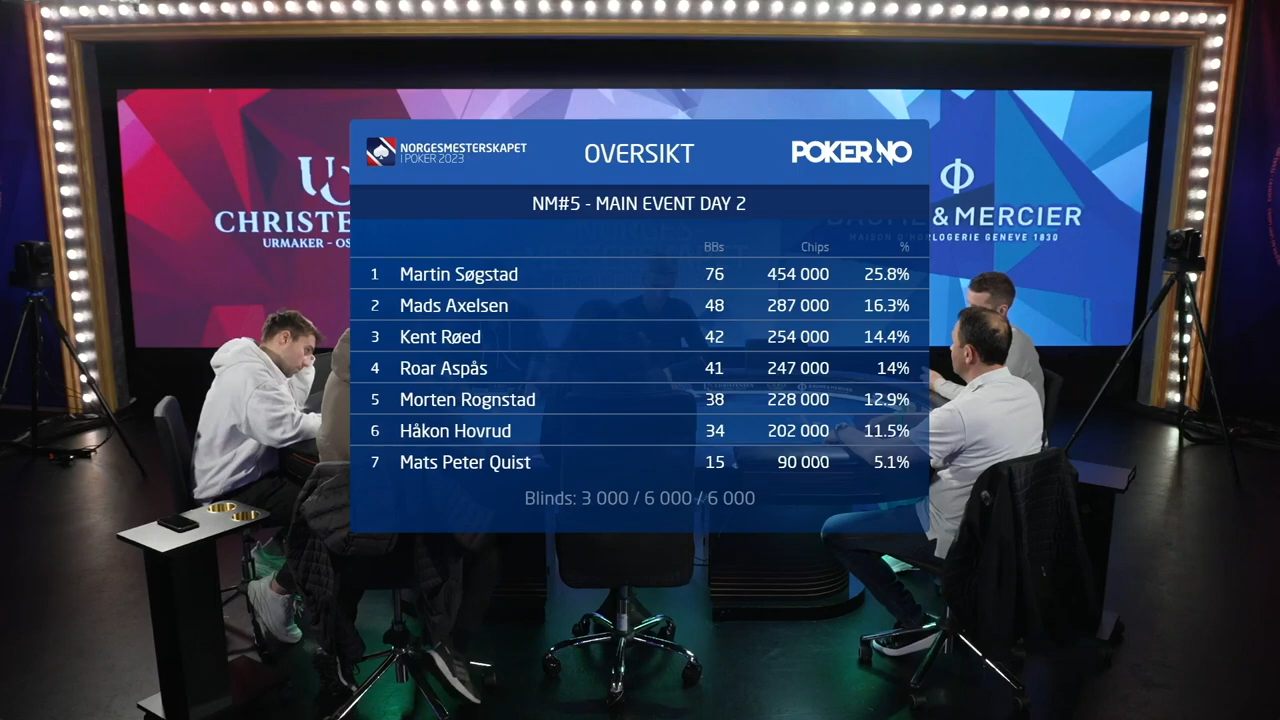 NORGESMESTERSKAPET
I POKER 2023
OVERSIKT
POKER.NO
NM#5 - MAIN EVENT DAY 2
BBs Chips %
1 Martin Søgstad 76 454 000 25.8%
2 Mads Axelsen 48 287 000 16.3%
3 Kent Røed 42 254 000 14.4%
4 Roar Aspås 41 247 000 14%
5 Morten Rognstad 38 228 000 12.9%
6 Håkon Hovrud 34 202 000 11.5%
7 Mats Peter Quist 15 90 000 5.1%
Blinds: 3 000 / 6 000 / 6 000
& MERCIER
GENEVE 1830
URMAKER -